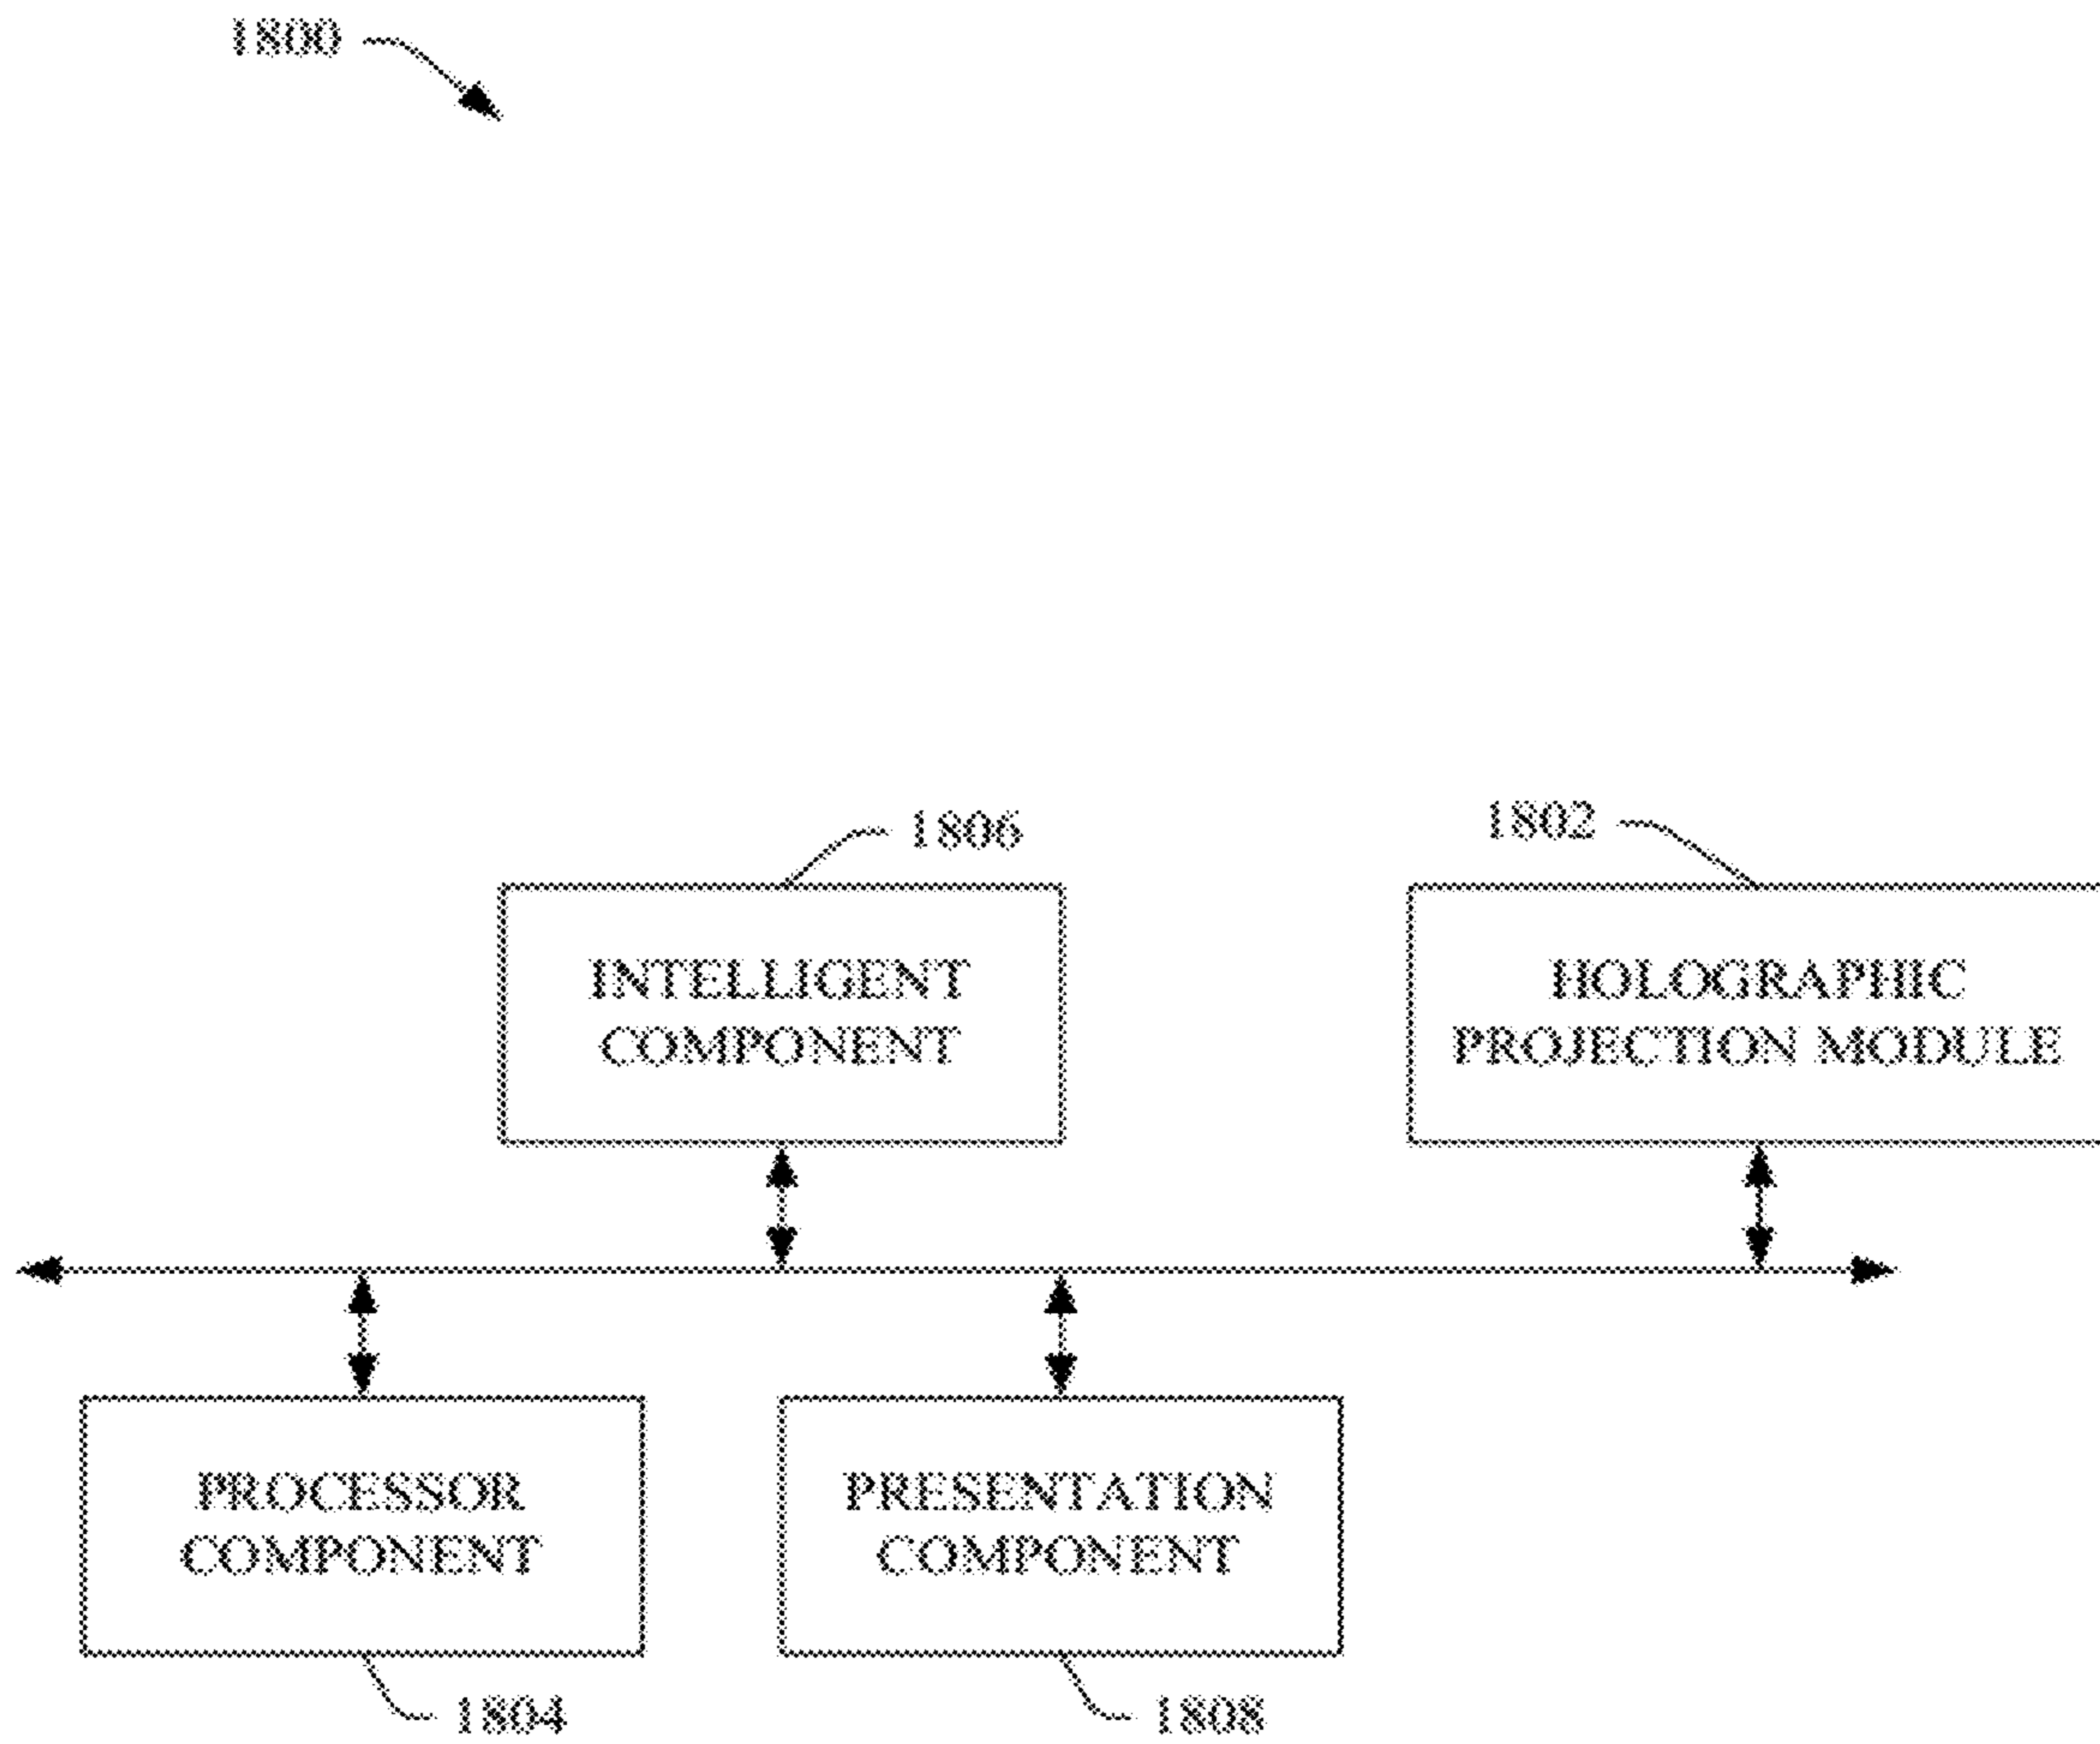 1800
1806
1802
INTELLIGENT
COMPONENT
HOLOGRAPHIC
PROJECTION MODULE
PROCESSOR
COMPONENT
PRESENTATION
COMPONENT
1804
1808